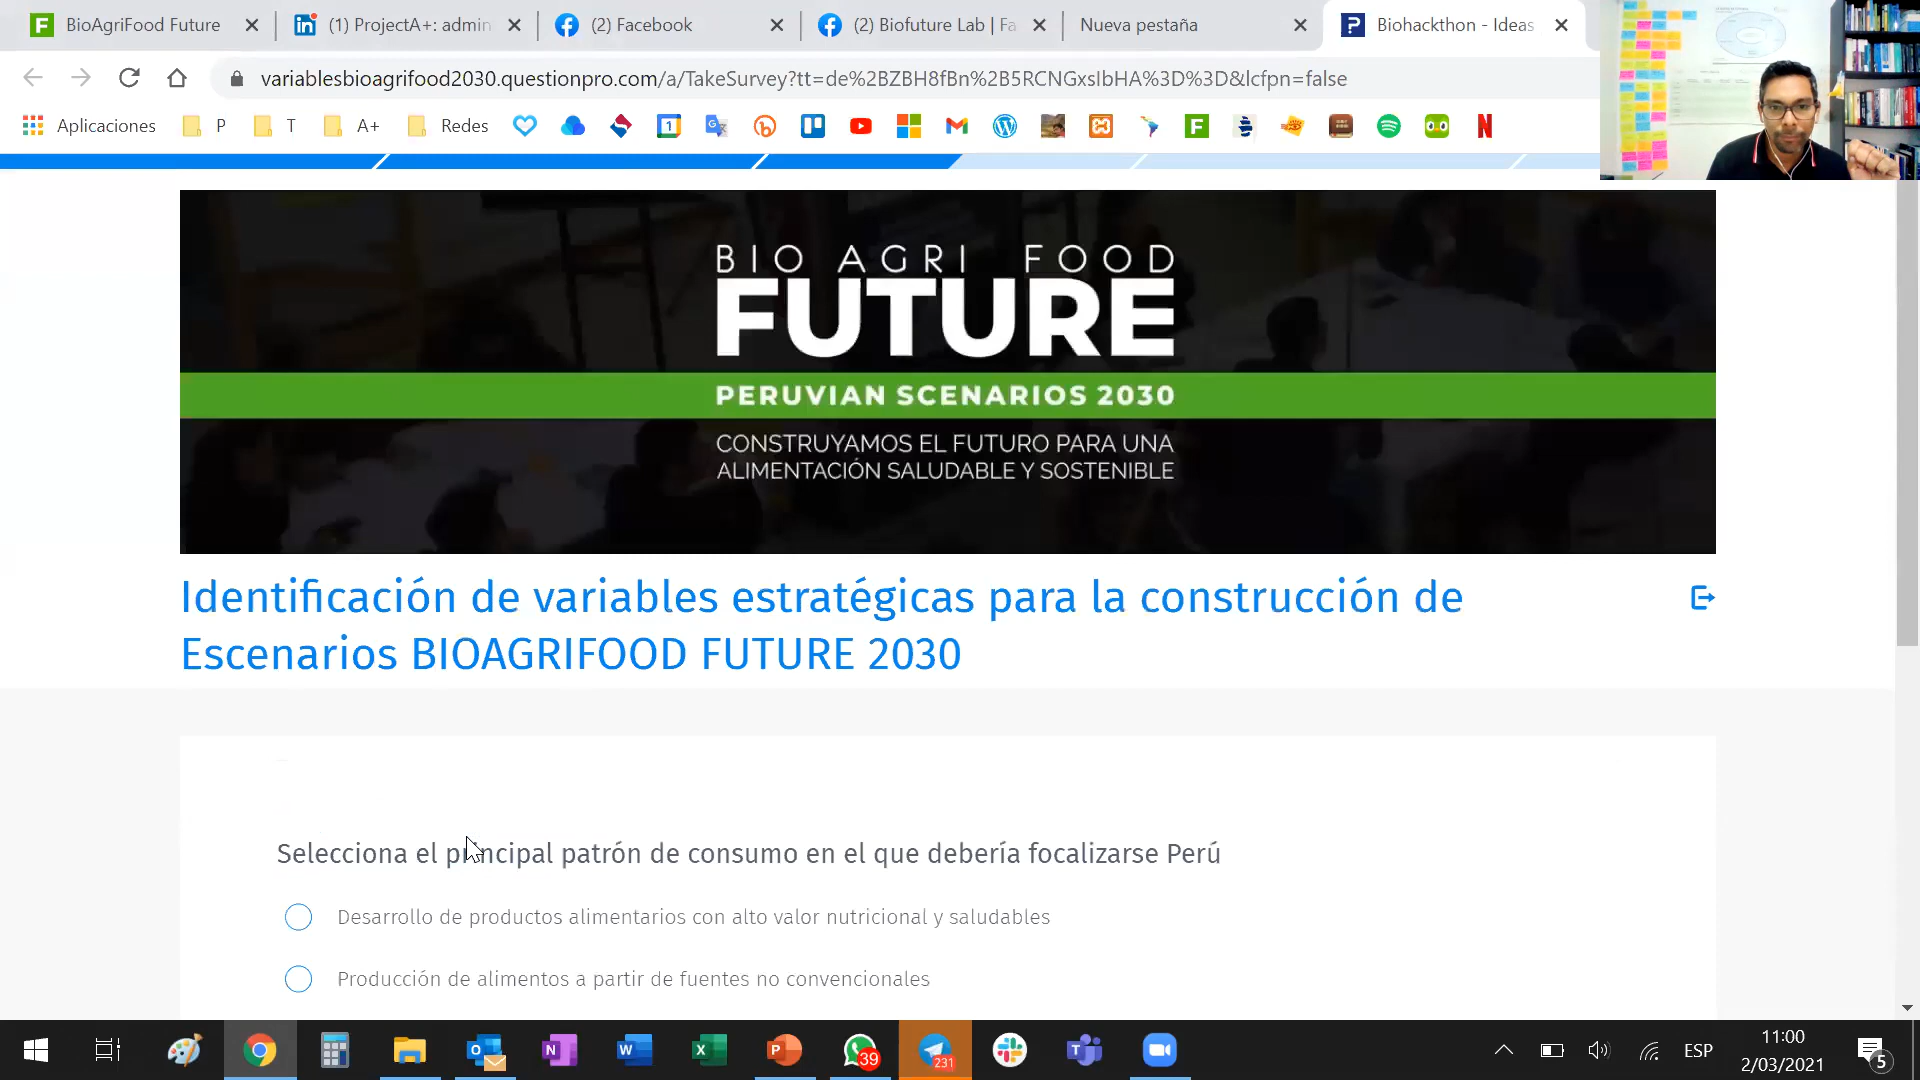 BioAgriFood Future
(1) ProjectA+: admin
(2) Facebook
(2) Biofuture Lab | Fa
Nueva pestaña
Biohackthon - Ideas
variablesbioagrifood2030.questionpro.com/a/TakeSurvey?tt=de%2BZBH8fBn%2B5RCNGxsIbHA%3D%3D&lcfpn=false
Aplicaciones
P
T
A+
Redes
BIO AGRI FOOD
FUTURE
PERUVIAN SCENARIOS 2030
CONSTRUYAMOS EL FUTURO PARA UNA
ALIMENTACIÓN SALUDABLE Y SOSTENIBLE
Identificación de variables estratégicas para la construcción de
Escenarios BIOAGRIFOOD FUTURE 2030
Selecciona el principal patrón de consumo en el que debería focalizarse Perú
Desarrollo de productos alimentarios con alto valor nutricional y saludables
Producción de alimentos a partir de fuentes no convencionales
39
231
ESP
11:00
2/03/2021
5